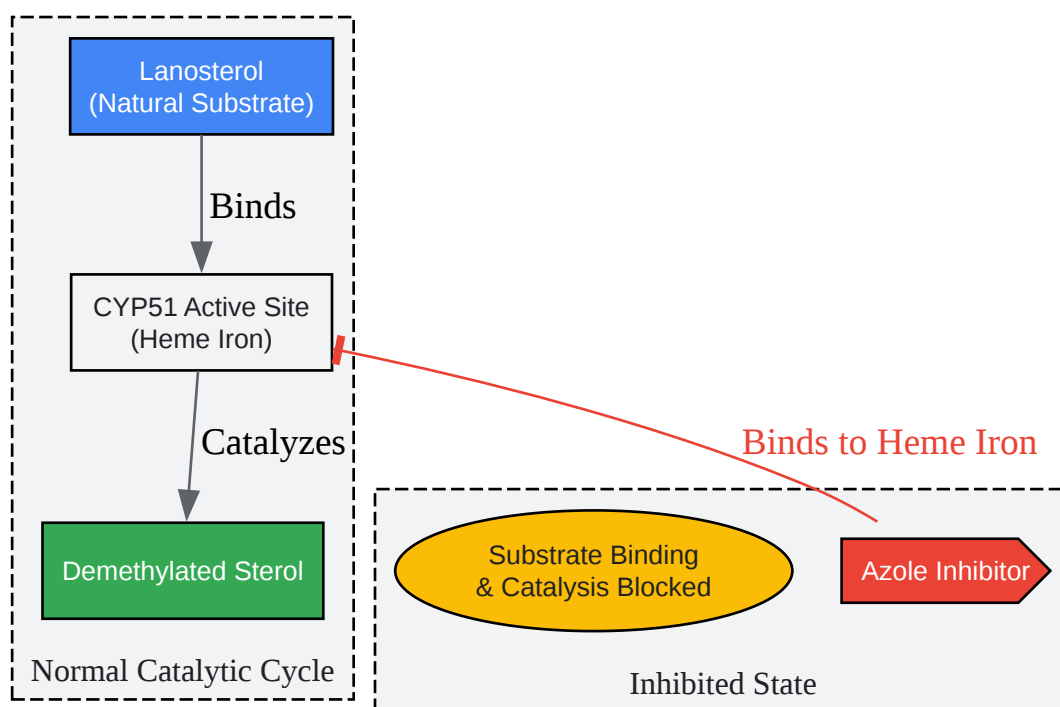 Lanosterol
(Natural Substrate)
Binds
CYP51 Active Site
(Heme Iron)
Catalyzes
Binds to Heme Iron
Demethylated Sterol
Substrate Binding
& Catalysis Blocked
Azole Inhibitor
Normal Catalytic Cycle
Inhibited State